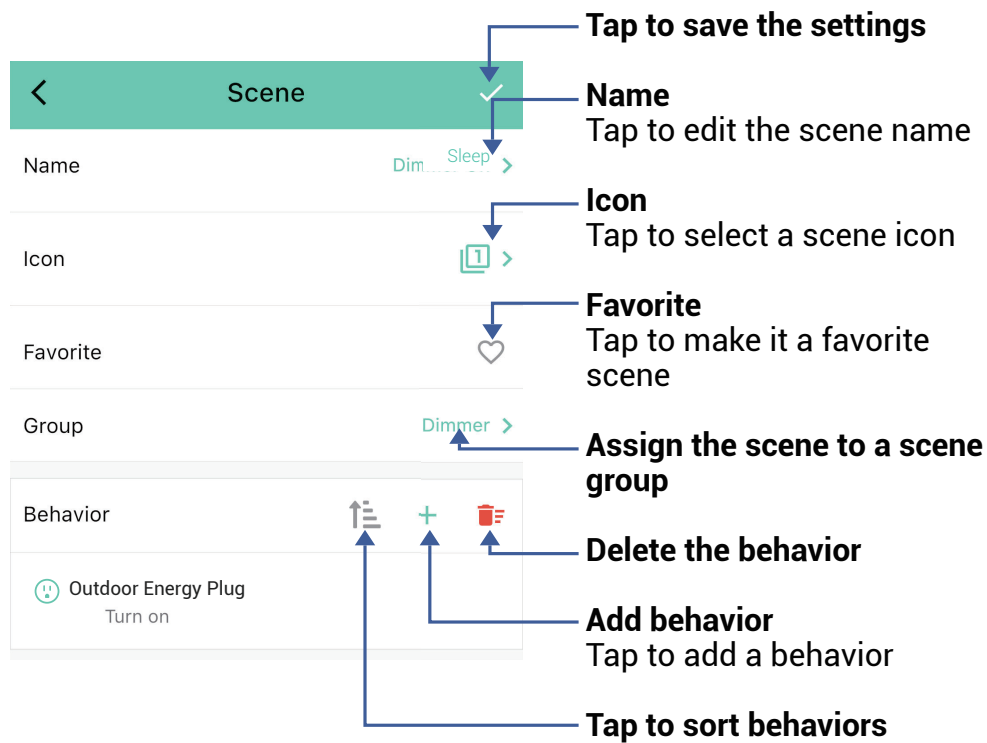 Tap to save the settings
Scene
Name
Tap to edit the scene name
Name
Sleep
Icon
Tap to select a scene icon
Icon
1
Favorite
Tap to make it a favorite
scene
Favorite
Group
Dimmer
Assign the scene to a scene
group
Behavior
Delete the behavior
Outdoor Energy Plug
Turn on
Add behavior
Tap to add a behavior
Tap to sort behaviors